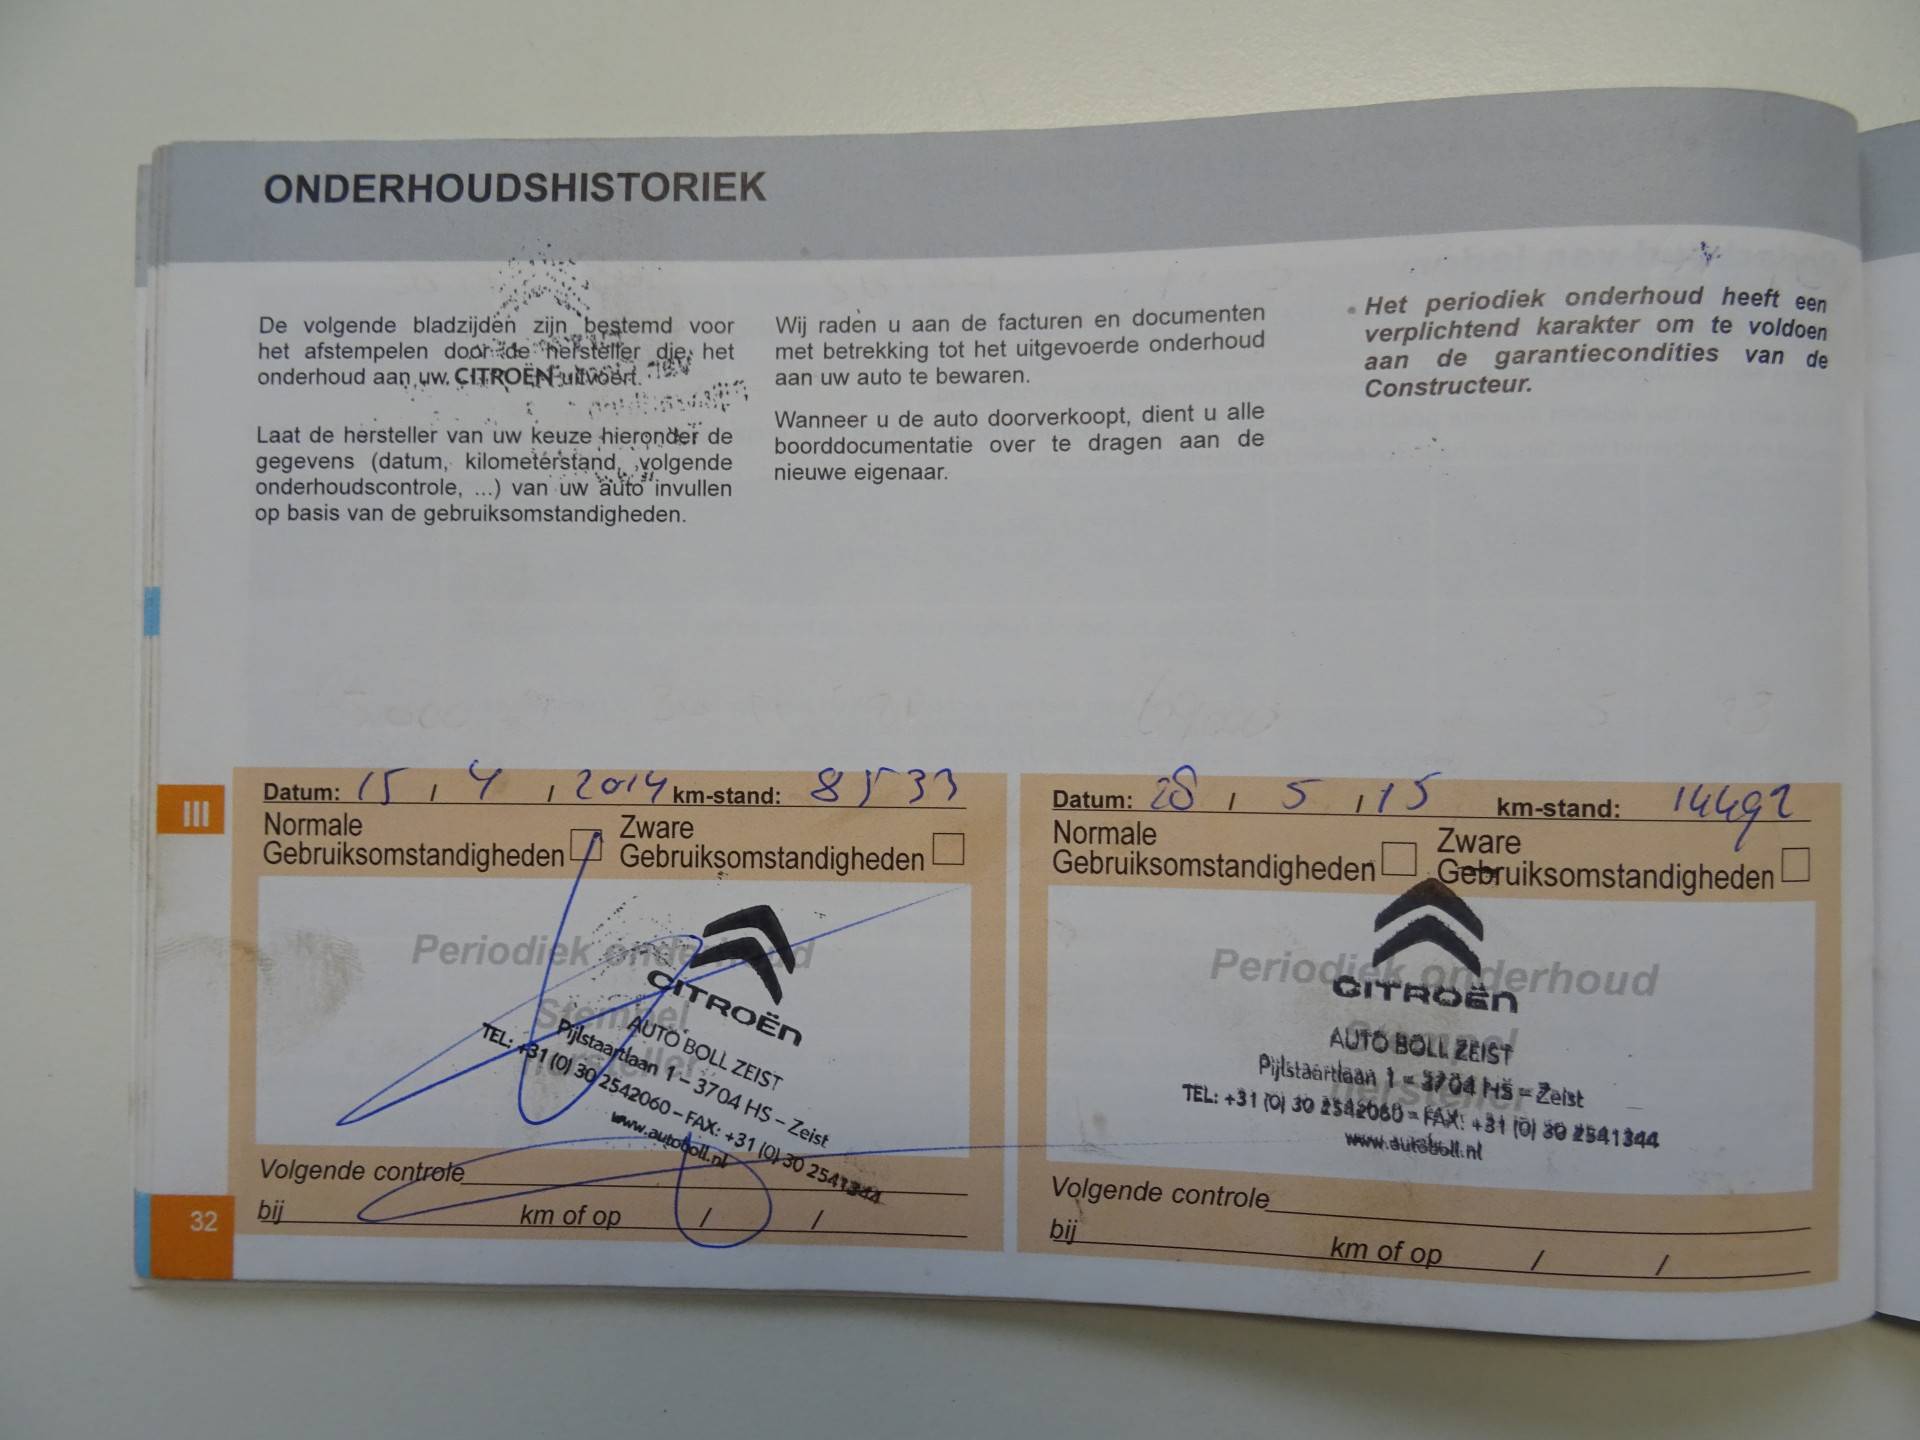 ONDERHOUDSHISTORIEK
De volgende bladzijden zijn bestemd voor
het afstempelen door de hersteller die het
onderhoud aan uw CITROËN uitvoert.
Laat de hersteller van uw keuze hieronder de
gegevens (datum, kilometerstand, volgende
onderhoudscontrole, ...) van uw auto invullen
op basis van de gebruiksomstandigheden.
Wij raden u aan de facturen en documenten
met betrekking tot het uitgevoerde onderhoud
aan uw auto te bewaren.
Wanneer u de auto doorverkoopt, dient u alle
boorddocumentatie over te dragen aan de
nieuwe eigenaar.
Het periodiek onderhoud heeft een
verplichtend karakter om te voldoen
aan de garantiecondities van de
Constructeur.
III
Datum: 15 / 4 / 2014 km-stand: 8533
Normale
Gebruiksomstandigheden
Zware
Gebruiksomstandigheden
Periodiek onderhoud
Stempel
hersteller
CITROËN
AUTO BOLL ZEIST
Pijlstaartlaan 1 – 3704 HS – Zeist
TEL: +31 (0) 30 2542060 – FAX: +31 (0) 30 2541344
www.autoboll.nl
Volgende controle
bij km of op / /
Datum: 28 / 5 / 15 km-stand: 14492
Normale
Gebruiksomstandigheden
Zware
Gebruiksomstandigheden
Periodiek onderhoud
Stempel
hersteller
CITROËN
AUTO BOLL ZEIST
Pijlstaartlaan 1 – 3704 HS – Zeist
TEL: +31 (0) 30 2542060 – FAX: +31 (0) 30 2541344
www.autoboll.nl
Volgende controle
bij km of op / /
32